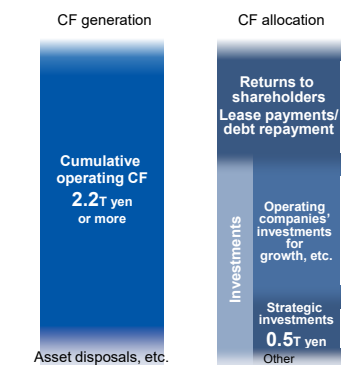 CF generation
CF allocation
Cumulative
operating CF
2.2T yen
or more
Asset disposals, etc.
Returns to
shareholders
Lease payments/
debt repayment
Investments
Operating
companies'
investments
for
growth, etc.
Strategic
investments
0.5T yen
Other